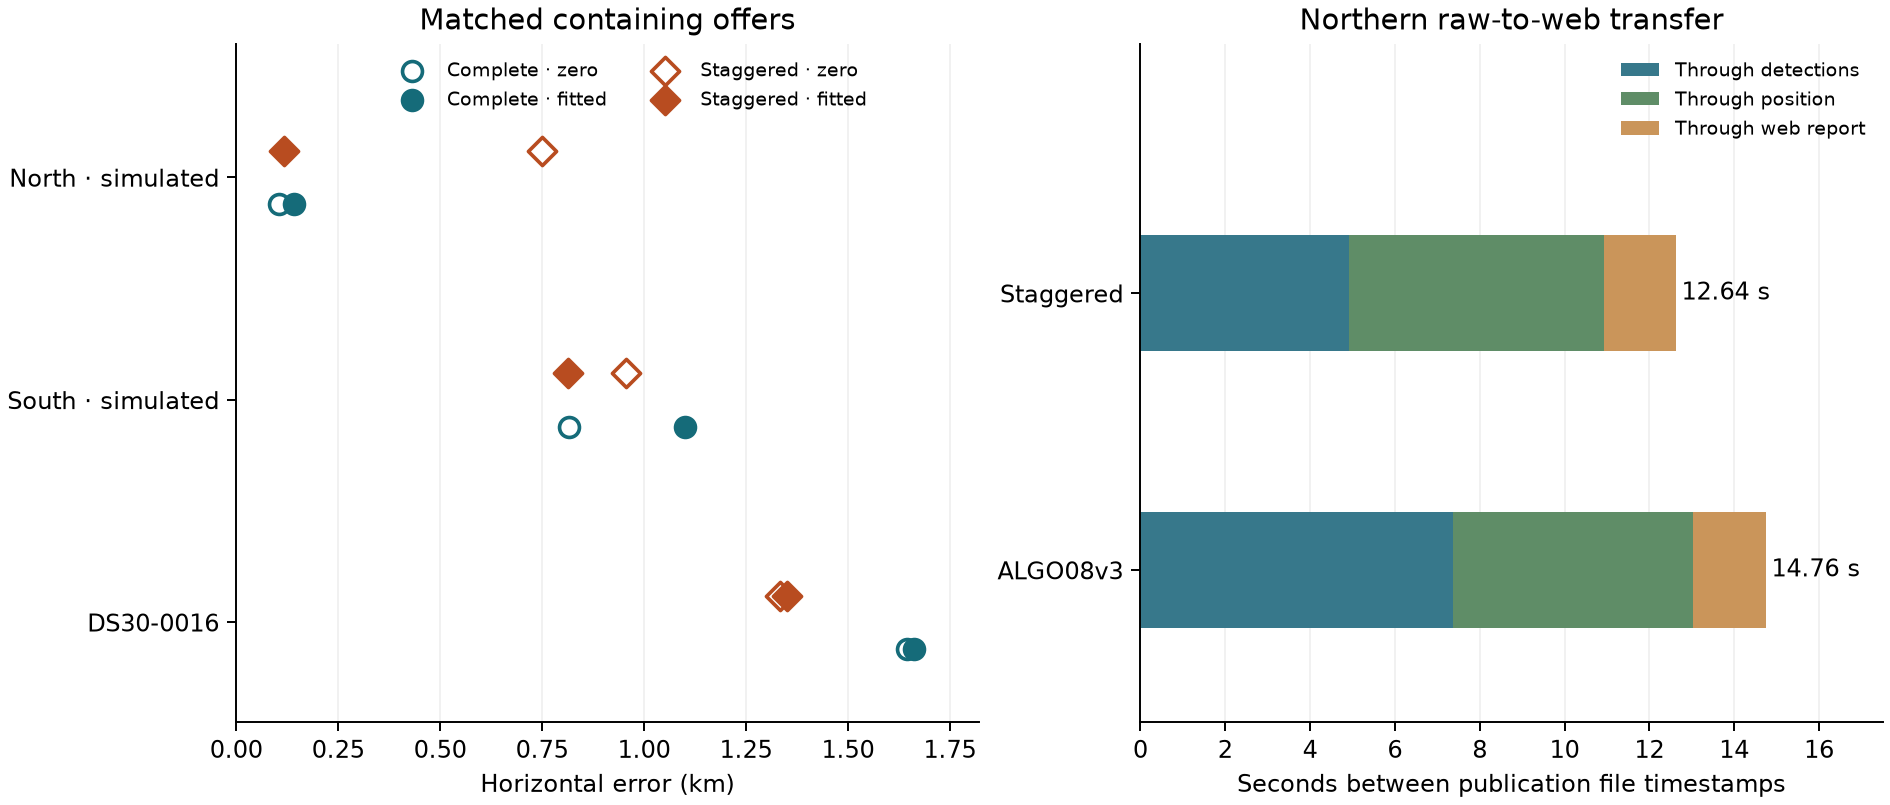 Matched containing offers
Complete · zero
Complete · fitted
Staggered · zero
Staggered · fitted
North · simulated
South · simulated
DS30-0016
0.00 0.25 0.50 0.75 1.00 1.25 1.50 1.75
Horizontal error (km)
Northern raw-to-web transfer
Through detections
Through position
Through web report
Staggered
12.64 s
ALGO08v3
14.76 s
0 2 4 6 8 10 12 14 16
Seconds between publication file timestamps